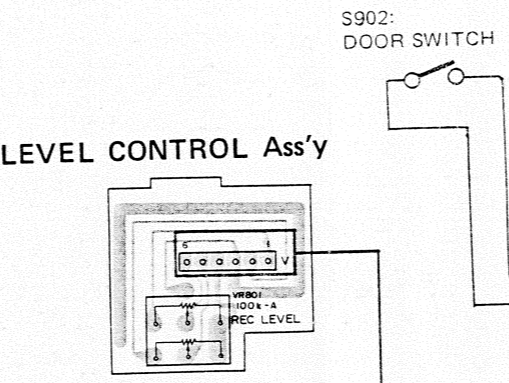 S902:
DOOR SWITCH
LEVEL CONTROL Ass'y
6 1
V
VR801
100k-A
REC LEVEL